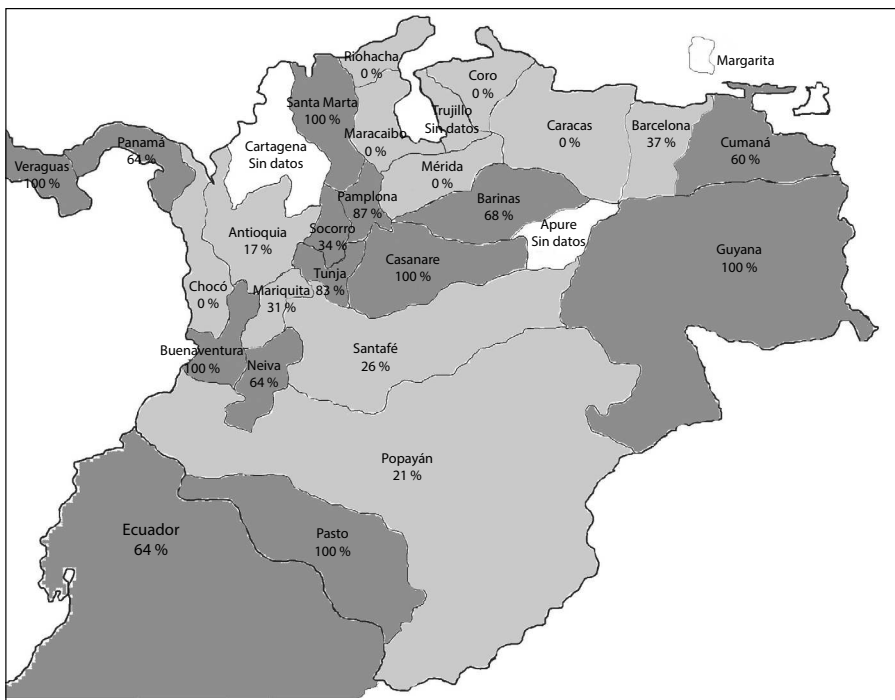 Riohacha
0 %
Margarita
Coro
0 %
Santa Marta
100 %
Trujillo
Sin datos
Maracaibo
0 %
Caracas
0 %
Barcelona
37 %
Cumaná
60 %
Panamá
64 %
Veraguas
100 %
Cartagena
Sin datos
Mérida
0 %
Pamplona
87 %
Barinas
68 %
Apure
Sin datos
Antioquia
17 %
Socorro
34 %
Casanare
100 %
Guyana
100 %
Tunja
83 %
Chocó
0 %
Mariquita
31 %
Buenaventura
100 %
Neiva
64 %
Santafé
26 %
Popayán
21 %
Ecuador
64 %
Pasto
100 %